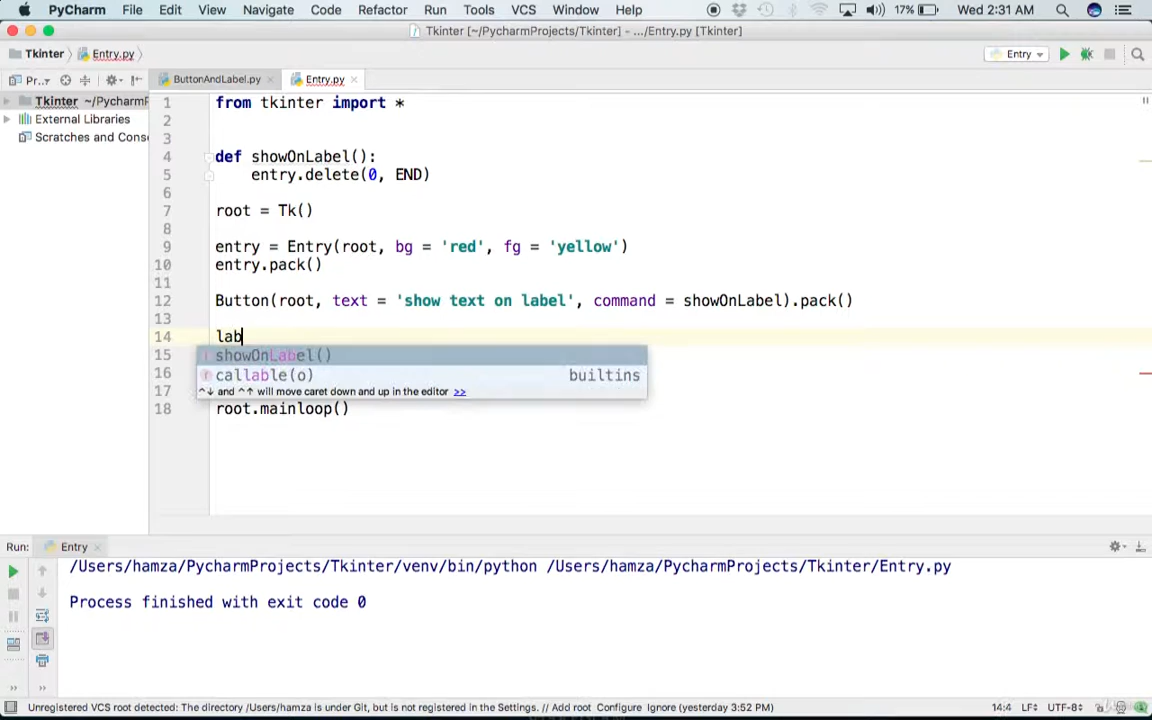 PyCharm File Edit View Navigate Code Refactor Run Tools VCS Window Help 17% Wed 2:31 AM
Tkinter [~/PycharmProjects/Tkinter] - .../Entry.py [Tkinter]
Tkinter Entry.py Entry
Pr... ButtonAndLabel.py Entry.py
Tkinter ~/PycharmP
External Libraries
Scratches and Cons
1 from tkinter import *
2
3
4 def showOnLabel():
5 entry.delete(0, END)
6
7 root = Tk()
8
9 entry = Entry(root, bg = 'red', fg = 'yellow')
10 entry.pack()
11
12 Button(root, text = 'show text on label', command = showOnLabel).pack()
13
14 lab
15 showOnLabel()
16 callable(o) builtins
17 ^↓ and ^↑ will move caret down and up in the editor >>
18 root.mainloop()
Run: Entry
/Users/hamza/PycharmProjects/Tkinter/venv/bin/python /Users/hamza/PycharmProjects/Tkinter/Entry.py
Process finished with exit code 0
Unregistered VCS root detected: The directory /Users/hamza is under Git, but is not registered in the Settings. // Add root Configure Ignore (yesterday 3:52 PM) 14:4 LF UTF-8